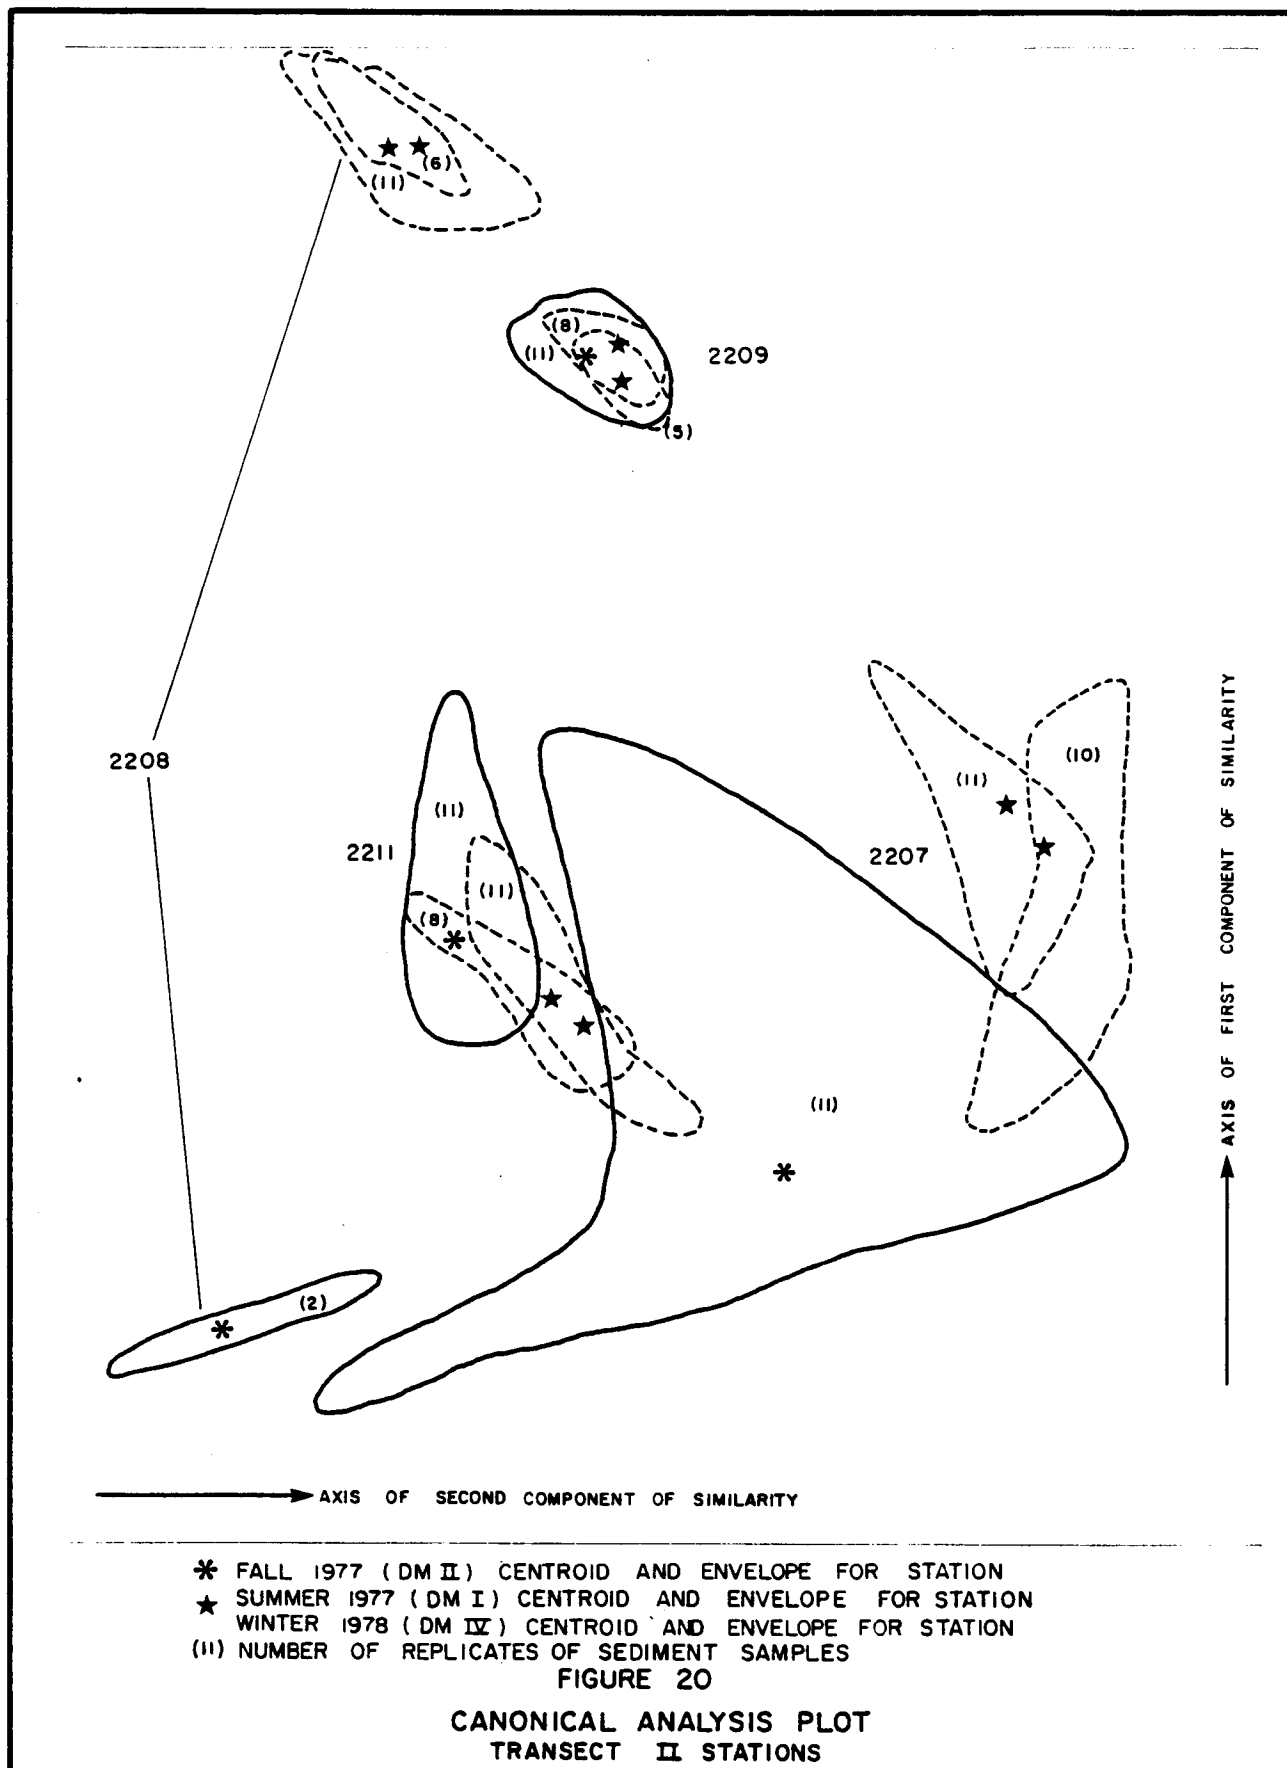 (6)
(11)
(8)
(11)
2209
(5)
2208
(11)
2211
(11)
(8)
(11)
(10)
2207
(11)
(2)
AXIS OF FIRST COMPONENT OF SIMILARITY
AXIS OF SECOND COMPONENT OF SIMILARITY
FALL 1977 (DM II) CENTROID AND ENVELOPE FOR STATION
SUMMER 1977 (DM I) CENTROID AND ENVELOPE FOR STATION
WINTER 1978 (DM IV) CENTROID AND ENVELOPE FOR STATION
(11) NUMBER OF REPLICATES OF SEDIMENT SAMPLES
FIGURE 20
CANONICAL ANALYSIS PLOT
TRANSECT II STATIONS